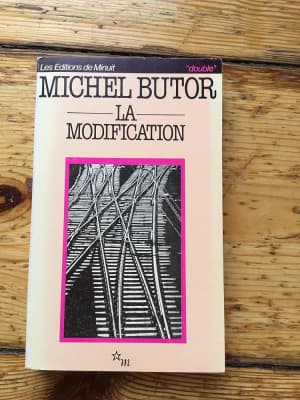 Les Editions de Minuit "double"
MICHEL BUTOR
LA
MODIFICATION
m